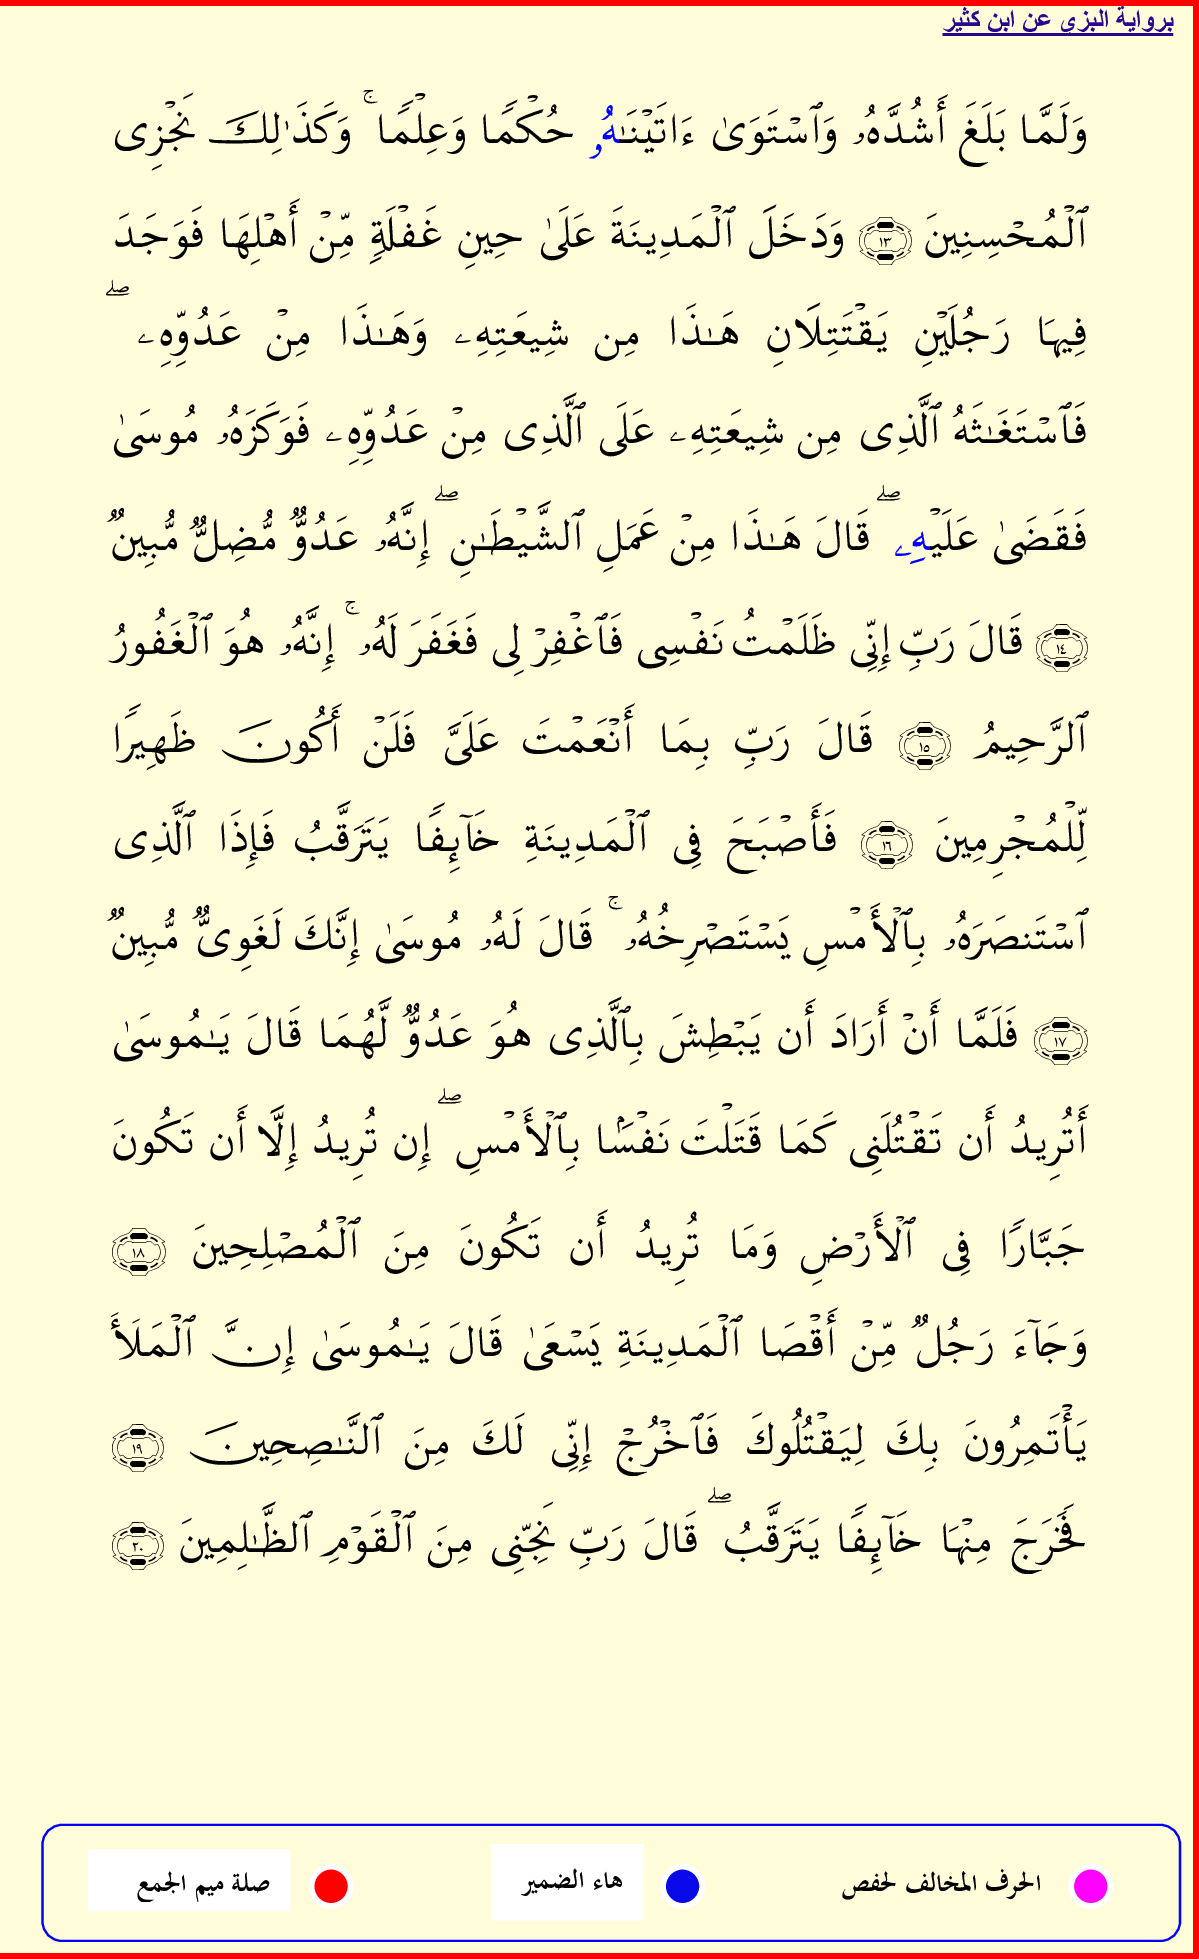 برواية البزي عن ابن كثير
وَلَمَّا بَلَغَ أَشُدَّهُۥ وَٱسۡتَوَىٰ ءَاتَيۡنَٰهُۥ حُكۡمٗا وَعِلۡمٗاۚ وَكَذَٰلِكَ نَجۡزِي
ٱلۡمُحۡسِنِينَ ١٣ وَدَخَلَ ٱلۡمَدِينَةَ عَلَىٰ حِينِ غَفۡلَةٖ مِّنۡ أَهۡلِهَا فَوَجَدَ
فِيهَا رَجُلَيۡنِ يَقۡتَتِلَانِ هَٰذَا مِن شِيعَتِهِۦ وَهَٰذَا مِنۡ عَدُوِّهِۦۖ
فَٱسۡتَغَٰثَهُ ٱلَّذِي مِن شِيعَتِهِۦ عَلَى ٱلَّذِي مِنۡ عَدُوِّهِۦ فَوَكَزَهُۥ مُوسَىٰ
فَقَضَىٰ عَلَيۡهِۦۖ قَالَ هَٰذَا مِنۡ عَمَلِ ٱلشَّيۡطَٰنِۖ إِنَّهُۥ عَدُوّٞ مُّضِلّٞ مُّبِينٞ
١٤ قَالَ رَبِّ إِنِّي ظَلَمۡتُ نَفۡسِي فَٱغۡفِرۡ لِي فَغَفَرَ لَهُۥۚ إِنَّهُۥ هُوَ ٱلۡغَفُورُ
ٱلرَّحِيمُ ١٥ قَالَ رَبِّ بِمَا أَنۡعَمۡتَ عَلَيَّ فَلَنۡ أَكُونَ ظَهِيرٗا
لِّلۡمُجۡرِمِينَ ١٦ فَأَصۡبَحَ فِي ٱلۡمَدِينَةِ خَآئِفٗا يَتَرَقَّبُ فَإِذَا ٱلَّذِي
ٱسۡتَنصَرَهُۥ بِٱلۡأَمۡسِ يَسۡتَصۡرِخُهُۥۚ قَالَ لَهُۥ مُوسَىٰ إِنَّكَ لَغَوِيّٞ مُّبِينٞ
١٧ فَلَمَّا أَنۡ أَرَادَ أَن يَبۡطِشَ بِٱلَّذِي هُوَ عَدُوّٞ لَّهُمَا قَالَ يَٰمُوسَىٰ
أَتُرِيدُ أَن تَقۡتُلَنِي كَمَا قَتَلۡتَ نَفۡسَۢا بِٱلۡأَمۡسِۖ إِن تُرِيدُ إِلَّا أَن تَكُونَ
جَبَّارٗا فِي ٱلۡأَرۡضِ وَمَا تُرِيدُ أَن تَكُونَ مِنَ ٱلۡمُصۡلِحِينَ ١٨
وَجَآءَ رَجُلٞ مِّنۡ أَقۡصَا ٱلۡمَدِينَةِ يَسۡعَىٰ قَالَ يَٰمُوسَىٰ إِنَّ ٱلۡمَلَأَ
يَأۡتَمِرُونَ بِكَ لِيَقۡتُلُوكَ فَٱخۡرُجۡ إِنِّي لَكَ مِنَ ٱلنَّٰصِحِينَ ١٩
فَخَرَجَ مِنۡهَا خَآئِفٗا يَتَرَقَّبُۖ قَالَ رَبِّ نَجِّنِي مِنَ ٱلۡقَوۡمِ ٱلظَّٰلِمِينَ ٢٠
الحرف المخالف لحفص هاء الضمير صلة ميم الجمع